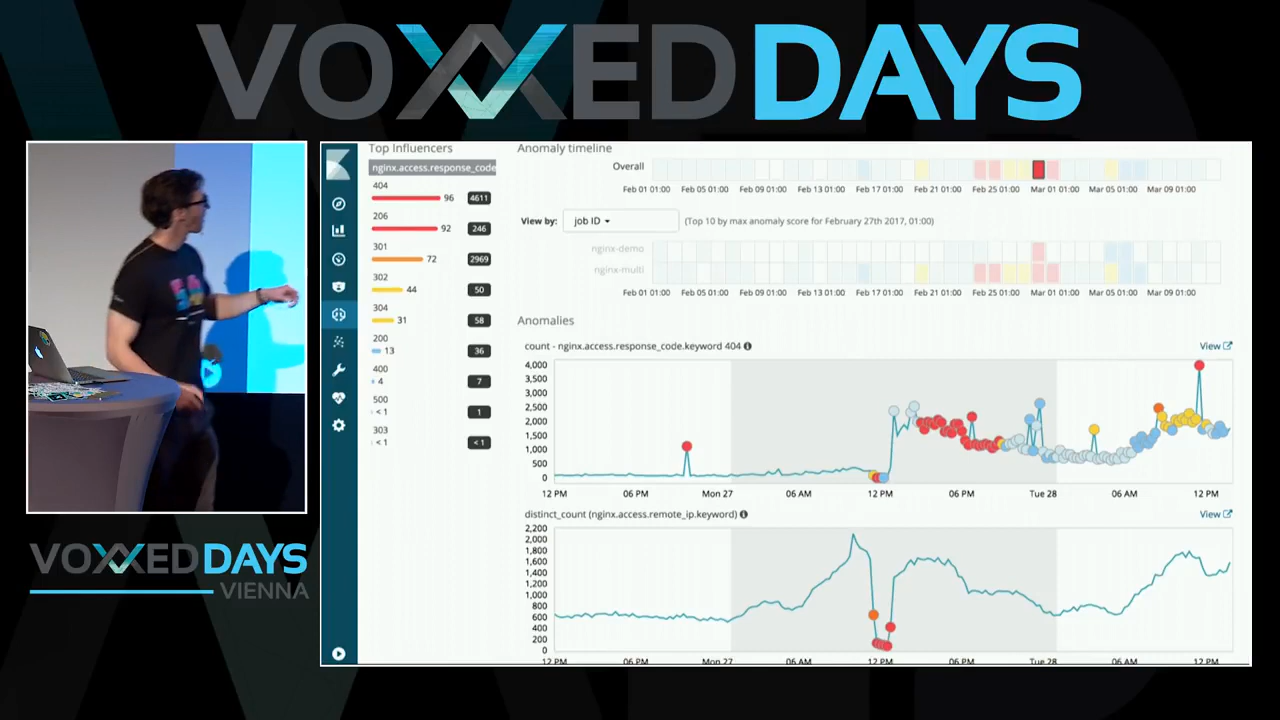 VOXXED DAYS
Top Influencers
nginx.access.response_code
404
96 4611
206
92 246
301
72 2969
302
44 50
304
31 58
200
13 36
400
4 7
500
< 1 1
303
< 1 < 1
Anomaly timeline
Overall
Feb 01 01:00 Feb 05 01:00 Feb 09 01:00 Feb 13 01:00 Feb 17 01:00 Feb 21 01:00 Feb 25 01:00 Mar 01 01:00 Mar 05 01:00 Mar 09 01:00
View by: job ID (Top 10 by max anomaly score for February 27th 2017, 01:00)
nginx-demo
nginx-multi
Feb 01 01:00 Feb 05 01:00 Feb 09 01:00 Feb 13 01:00 Feb 17 01:00 Feb 21 01:00 Feb 25 01:00 Mar 01 01:00 Mar 05 01:00 Mar 09 01:00
Anomalies
count - nginx.access.response_code.keyword 404 View
4,000
3,500
3,000
2,500
2,000
1,500
1,000
500
0
12 PM 06 PM Mon 27 06 AM 12 PM 06 PM Tue 28 06 AM 12 PM
distinct_count (nginx.access.remote_ip.keyword) View
2,200
2,000
1,800
1,600
1,400
1,200
1,000
800
600
400
200
0
12 PM 06 PM Mon 27 06 AM 12 PM 06 PM Tue 28 06 AM 12 PM
VOXXED DAYS
VIENNA